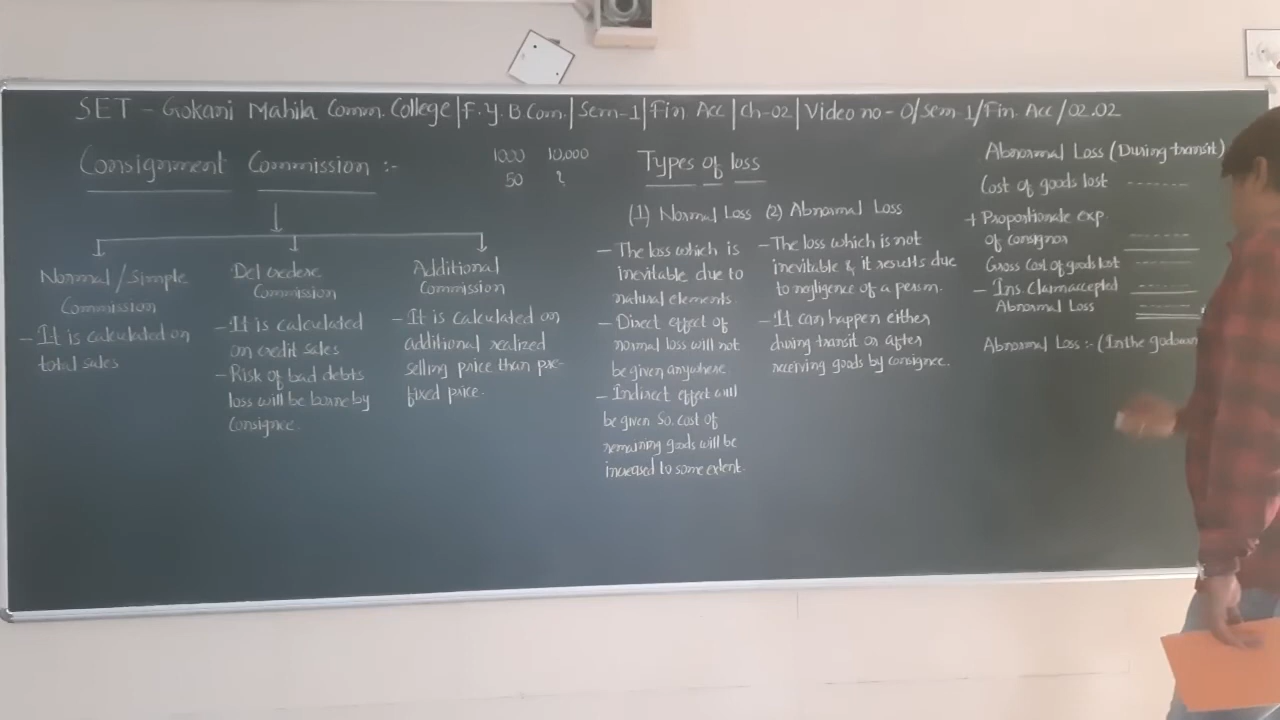 SET - Gokani Mahila Comm. College | F. Y. B Com. | Sem-1 | Fin Acc | Ch-02 | Video no - 0/Sem 1/Fin. Acc / 02.02
Consignment Commission :-
1000 10,000
50 ?
Normal / Simple
Commission
- It is calculated on
total sales
Del credere
Commission
- It is calculated
on credit sales
- Risk of bad debts
loss will be borne by
Consignee.
Additional
Commission
- It is calculated on
additional realized
selling price than pre-
fixed price.
Types of loss
(1) Normal Loss (2) Abnormal Loss
- The loss which is
inevitable due to
natural elements
- Direct effect of
normal loss will not
be given anywhere
- Indirect effect will
be given So. cost of
remaining goods will be
increased to some extent.
- The loss which is not
inevitable & it results due
to negligence of a person.
- It can happen either
during transit or after
receiving goods by consignee.
Abnormal Loss (During transit)
Cost of goods lost ------
+ Proportionate exp.
of consignor -----
Gross Cost of goods lost -----
- Ins. Claim accepted -----
Abnormal Loss -----
Abnormal Loss :- (In the godown